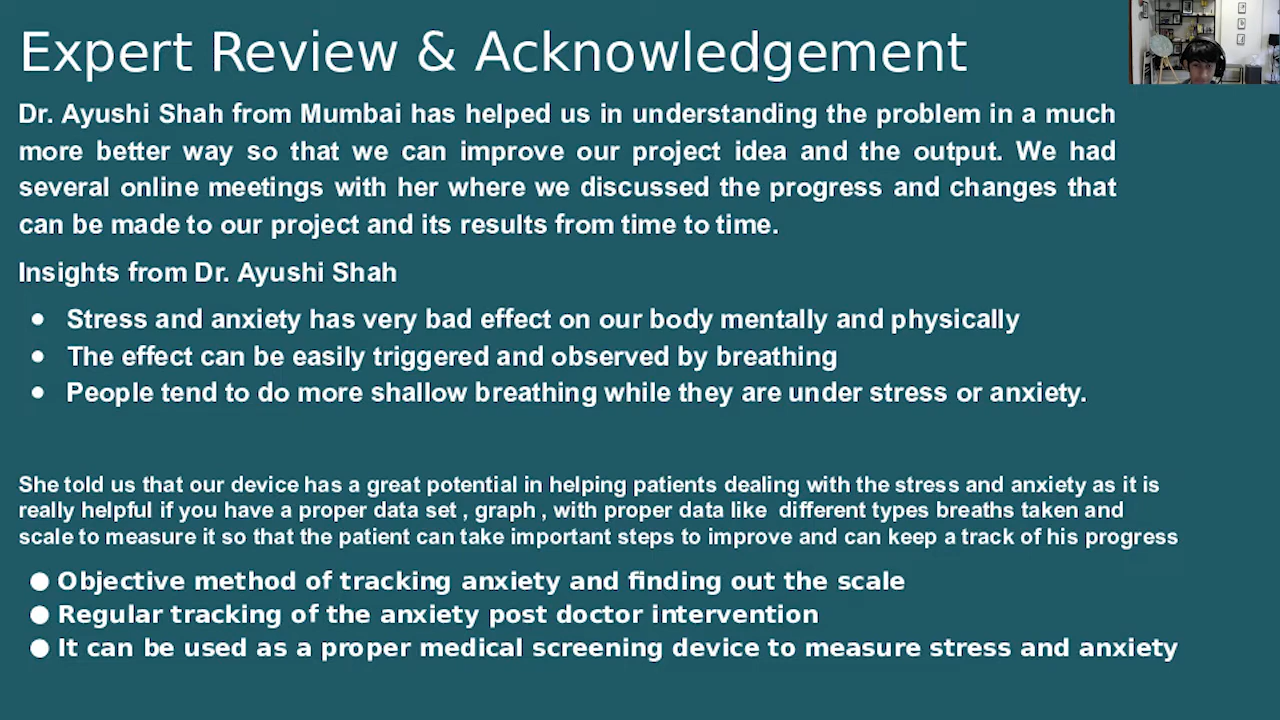 Expert Review & Acknowledgement
Dr. Ayushi Shah from Mumbai has helped us in understanding the problem in a much
more better way so that we can improve our project idea and the output. We had
several online meetings with her where we discussed the progress and changes that
can be made to our project and its results from time to time.
Insights from Dr. Ayushi Shah
● Stress and anxiety has very bad effect on our body mentally and physically
● The effect can be easily triggered and observed by breathing
● People tend to do more shallow breathing while they are under stress or anxiety.
She told us that our device has a great potential in helping patients dealing with the stress and anxiety as it is
really helpful if you have a proper data set , graph , with proper data like different types breaths taken and
scale to measure it so that the patient can take important steps to improve and can keep a track of his progress
● Objective method of tracking anxiety and finding out the scale
● Regular tracking of the anxiety post doctor intervention
● It can be used as a proper medical screening device to measure stress and anxiety